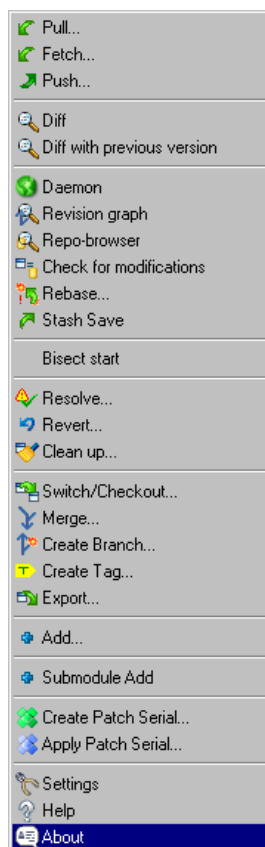 Pull...
Fetch...
Push...
Diff
Diff with previous version
Daemon
Revision graph
Repo-browser
Check for modifications
Rebase...
Stash Save
Bisect start
Resolve...
Revert...
Clean up...
Switch/Checkout...
Merge...
Create Branch...
Create Tag...
Export...
Add...
Submodule Add
Create Patch Serial...
Apply Patch Serial...
Settings
Help
About